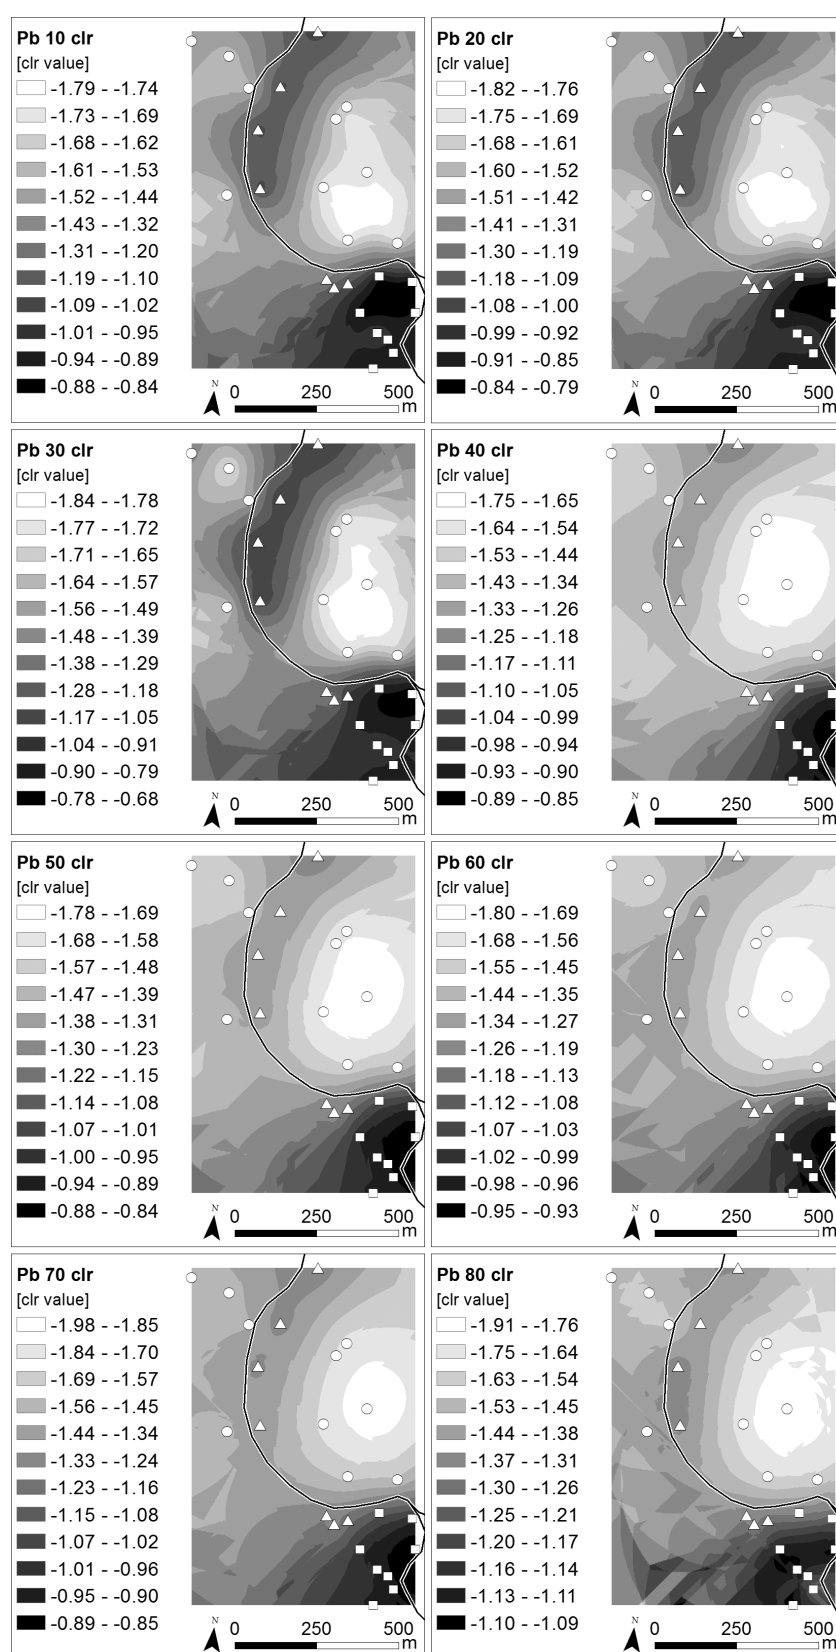 Pb 10 clr
[clr value]
-1.79 - -1.74
-1.73 - -1.69
-1.68 - -1.62
-1.61 - -1.53
-1.52 - -1.44
-1.43 - -1.32
-1.31 - -1.20
-1.19 - -1.10
-1.09 - -1.02
-1.01 - -0.95
-0.94 - -0.89
-0.88 - -0.84
N
0 250 500
m
Pb 20 clr
[clr value]
-1.82 - -1.76
-1.75 - -1.69
-1.68 - -1.61
-1.60 - -1.52
-1.51 - -1.42
-1.41 - -1.31
-1.30 - -1.19
-1.18 - -1.09
-1.08 - -1.00
-0.99 - -0.92
-0.91 - -0.85
-0.84 - -0.79
N
0 250 500
m
Pb 30 clr
[clr value]
-1.84 - -1.78
-1.77 - -1.72
-1.71 - -1.65
-1.64 - -1.57
-1.56 - -1.49
-1.48 - -1.39
-1.38 - -1.29
-1.28 - -1.18
-1.17 - -1.05
-1.04 - -0.91
-0.90 - -0.79
-0.78 - -0.68
N
0 250 500
m
Pb 40 clr
[clr value]
-1.75 - -1.65
-1.64 - -1.54
-1.53 - -1.44
-1.43 - -1.34
-1.33 - -1.26
-1.25 - -1.18
-1.17 - -1.11
-1.10 - -1.05
-1.04 - -0.99
-0.98 - -0.94
-0.93 - -0.90
-0.89 - -0.85
N
0 250 500
m
Pb 50 clr
[clr value]
-1.78 - -1.69
-1.68 - -1.58
-1.57 - -1.48
-1.47 - -1.39
-1.38 - -1.31
-1.30 - -1.23
-1.22 - -1.15
-1.14 - -1.08
-1.07 - -1.01
-1.00 - -0.95
-0.94 - -0.89
-0.88 - -0.84
N
0 250 500
m
Pb 60 clr
[clr value]
-1.80 - -1.69
-1.68 - -1.56
-1.55 - -1.45
-1.44 - -1.35
-1.34 - -1.27
-1.26 - -1.19
-1.18 - -1.13
-1.12 - -1.08
-1.07 - -1.03
-1.02 - -0.99
-0.98 - -0.96
-0.95 - -0.93
N
0 250 500
m
Pb 70 clr
[clr value]
-1.98 - -1.85
-1.84 - -1.70
-1.69 - -1.57
-1.56 - -1.45
-1.44 - -1.34
-1.33 - -1.24
-1.23 - -1.16
-1.15 - -1.08
-1.07 - -1.02
-1.01 - -0.96
-0.95 - -0.90
-0.89 - -0.85
N
0 250 500
m
Pb 80 clr
[clr value]
-1.91 - -1.76
-1.75 - -1.64
-1.63 - -1.54
-1.53 - -1.45
-1.44 - -1.38
-1.37 - -1.31
-1.30 - -1.26
-1.25 - -1.21
-1.20 - -1.17
-1.16 - -1.14
-1.13 - -1.11
-1.10 - -1.09
N
0 250 500
m